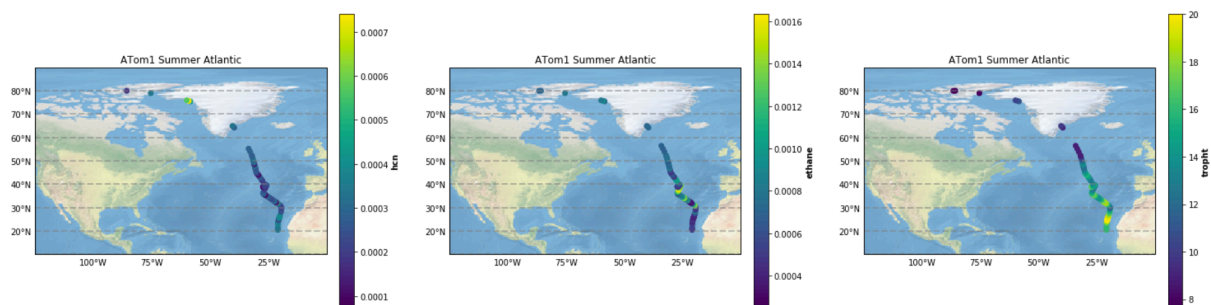 ATom1 Summer Atlantic
80°N
70°N
60°N
50°N
40°N
30°N
20°N
100°W
75°W
50°W
25°W
0.0007
0.0006
0.0005
0.0004
0.0003
0.0002
0.0001
hcn
ATom1 Summer Atlantic
80°N
70°N
60°N
50°N
40°N
30°N
20°N
100°W
75°W
50°W
25°W
0.0016
0.0014
0.0012
0.0010
0.0008
0.0006
0.0004
ethane
ATom1 Summer Atlantic
80°N
70°N
60°N
50°N
40°N
30°N
20°N
100°W
75°W
50°W
25°W
20
18
16
14
12
10
8
tropht